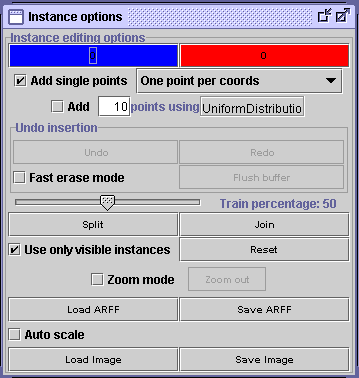 Instance options
Instance editing options
0 0
Add single points One point per coords
Add 10 points using UniformDistributio
Undo insertion
Undo Redo
Fast erase mode Flush buffer
Train percentage: 50
Split Join
Use only visible instances Reset
Zoom mode Zoom out
Load ARFF Save ARFF
Auto scale
Load Image Save Image